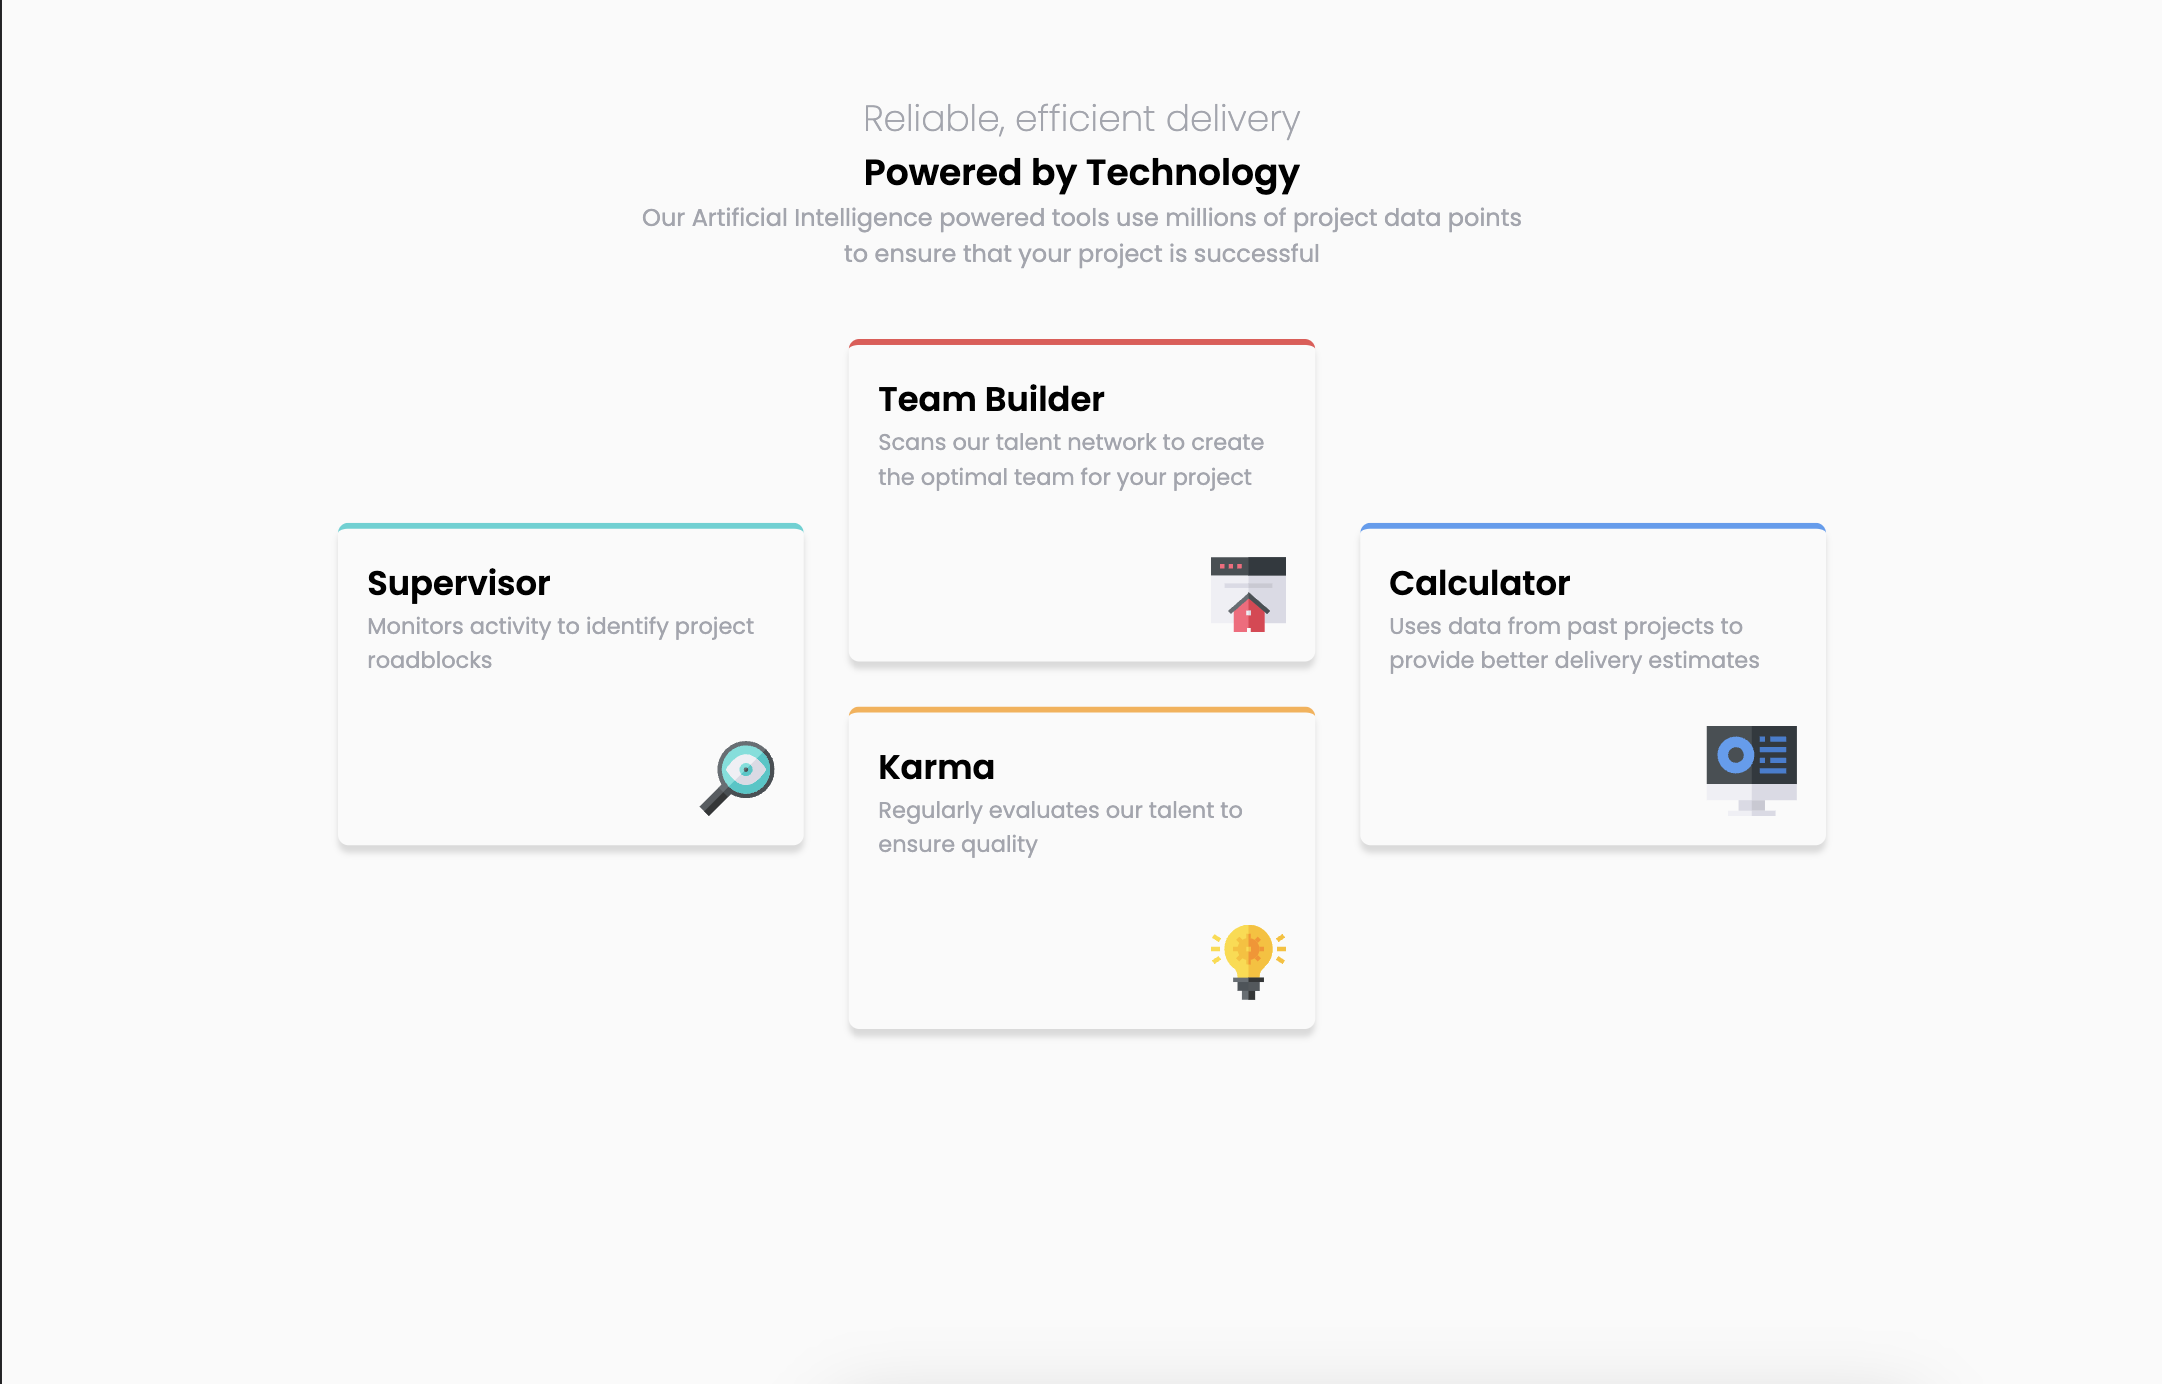 Reliable, efficient delivery
Powered by Technology
Our Artificial Intelligence powered tools use millions of project data points
to ensure that your project is successful
Team Builder
Scans our talent network to create
the optimal team for your project
Supervisor
Monitors activity to identify project
roadblocks
Calculator
Uses data from past projects to
provide better delivery estimates
Karma
Regularly evaluates our talent to
ensure quality